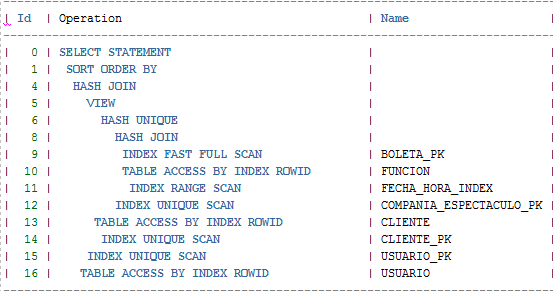 | Id | Operation | Name |
| 0 | SELECT STATEMENT | |
| 1 | SORT ORDER BY | |
| 4 | HASH JOIN | |
| 5 | VIEW | |
| 6 | HASH UNIQUE | |
| 8 | HASH JOIN | |
| 9 | INDEX FAST FULL SCAN | BOLETA_PK |
| 10 | TABLE ACCESS BY INDEX ROWID | FUNCION |
| 11 | INDEX RANGE SCAN | FECHA_HORA_INDEX |
| 12 | INDEX UNIQUE SCAN | COMPANIA_ESPECTACULO_PK |
| 13 | TABLE ACCESS BY INDEX ROWID | CLIENTE |
| 14 | INDEX UNIQUE SCAN | CLIENTE_PK |
| 15 | INDEX UNIQUE SCAN | USUARIO_PK |
| 16 | TABLE ACCESS BY INDEX ROWID | USUARIO |